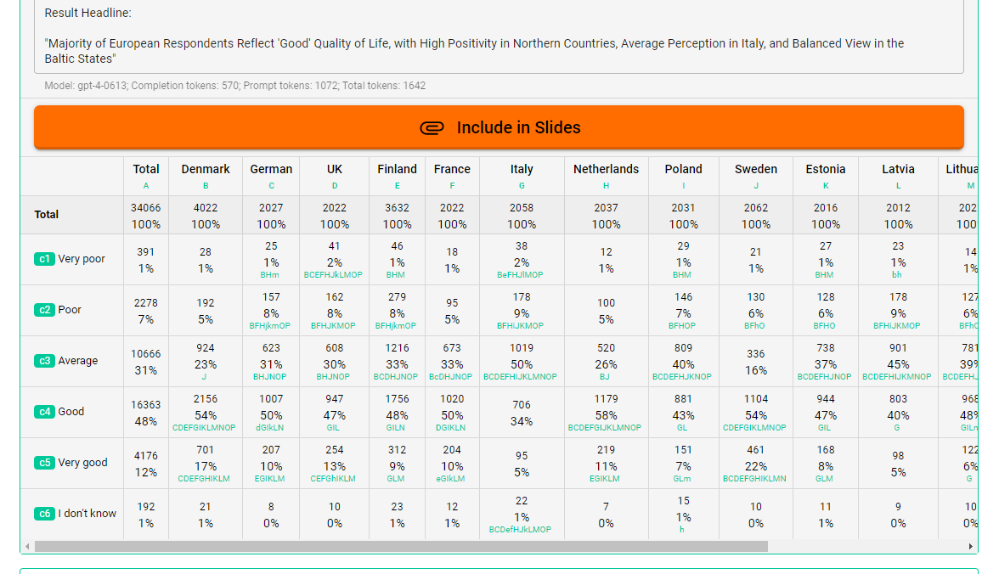 Result Headline:
"Majority of European Respondents Reflect 'Good' Quality of Life, with High Positivity in Northern Countries, Average Perception in Italy, and Balanced View in the
Baltic States"
Model: gpt-4-0613; Completion tokens: 570; Prompt tokens: 1072; Total tokens: 1642
Include in Slides
Total Denmark German UK Finland France Italy Netherlands Poland Sweden Estonia Latvia Lithua
A B C D E F G H I J K L M
Total 34066 4022 2027 2022 3632 2022 2058 2037 2031 2062 2016 2012 202
100% 100% 100% 100% 100% 100% 100% 100% 100% 100% 100% 100% 100
c1 Very poor 391 28 25 41 46 18 38 12 29 21 27 23 14
1% 1% 1% 2% 1% 1% 2% 1% 1% 1% 1% 1% 1%
BHm BCEFHJkLMOP BHM BeFHJlMOP BHM BHM bh
c2 Poor 2278 192 157 162 279 95 178 100 146 130 128 178 127
7% 5% 8% 8% 8% 5% 9% 5% 7% 6% 6% 9% 6%
BFHjkmOP BFHJKMOP BFHjkmOP BFHiJKMOP BFHOP BFhO BFHO BFHiJKMOP BFhO
c3 Average 10666 924 623 608 1216 673 1019 520 809 336 738 901 781
31% 23% 31% 30% 33% 33% 50% 26% 40% 16% 37% 45% 39%
J BHJNOP BHJNOP BCDHJNOP BcDHJNOP BCDEFHIJKLMNOP BJ BCDEFHJKNOP BCDEFHJNOP BCDEFHIJKMNOP BCDEFHJ
c4 Good 16363 2156 1007 947 1756 1020 706 1179 881 1104 944 803 968
48% 54% 50% 47% 48% 50% 34% 58% 43% 54% 47% 40% 48%
CDEFGIKLMNOP dGIkLN GIL GILN DGIKLN BCDEFGIJKLMNOP GL CDEFGIKLMNOP GIL G GILn
c5 Very good 4176 701 207 254 312 204 95 219 151 461 168 98 122
12% 17% 10% 13% 9% 10% 5% 11% 7% 22% 8% 5% 6%
CDEFGHIKLM EGIKLM CEFGhIKLM GLM eGIkLM EGIKLM GLm BCDEFGHIKLMN GLM G
c6 I don't know 192 21 8 10 23 12 22 7 15 10 11 9 10
1% 1% 0% 0% 1% 1% 1% 0% 1% 0% 1% 0% 0%
BCDefHJkLMOP h